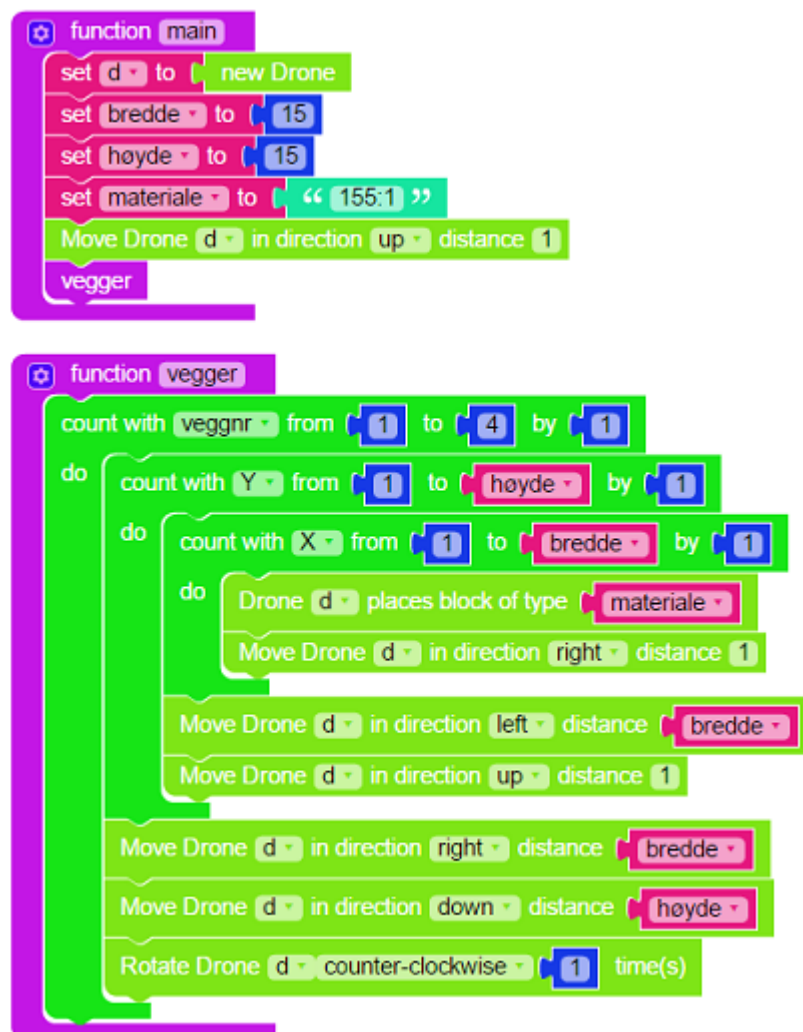 function main
set d to new Drone
set bredde to 15
set høyde to 15
set materiale to “ 155:1 ”
Move Drone d in direction up distance 1
vegger
function vegger
count with veggnr from 1 to 4 by 1
do count with Y from 1 to høyde by 1
do count with X from 1 to bredde by 1
do Drone d places block of type materiale
Move Drone d in direction right distance 1
Move Drone d in direction left distance bredde
Move Drone d in direction up distance 1
Move Drone d in direction right distance bredde
Move Drone d in direction down distance høyde
Rotate Drone d counter-clockwise 1 time(s)